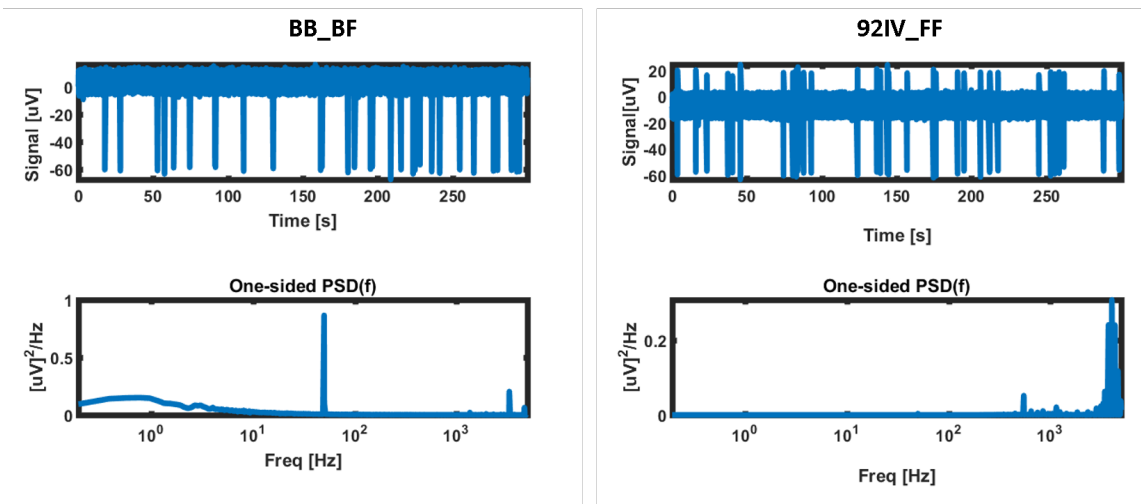 BB_BF
0
-20
-40
-60
Signal [uV]
0 50 100 150 200 250
Time [s]
One-sided PSD(f)
1
0.5
0
[uV]²/Hz
10⁰ 10¹ 10² 10³
Freq [Hz]
92IV_FF
20
0
-20
-40
-60
Signal[uV]
0 50 100 150 200 250
Time [s]
One-sided PSD(f)
0.2
0
[uV]²/Hz
10⁰ 10¹ 10² 10³
Freq [Hz]